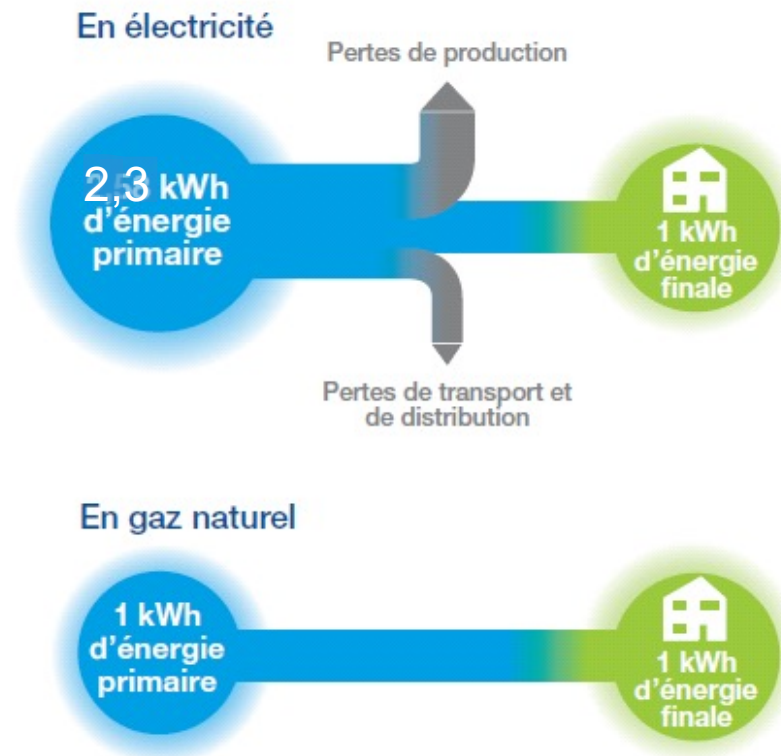 En électricité
Pertes de production
2,3 kWh
d’énergie
primaire
1 kWh
d’énergie
finale
Pertes de transport et
de distribution
En gaz naturel
1 kWh
d’énergie
primaire
1 kWh
d’énergie
finale